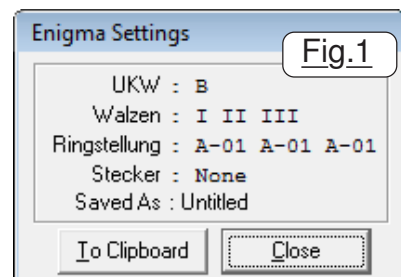 Enigma Settings
Fig.1
UKW : B
Walzen : I II III
Ringstellung : A-01 A-01 A-01
Stecker : None
Saved As : Untitled
To Clipboard
Close